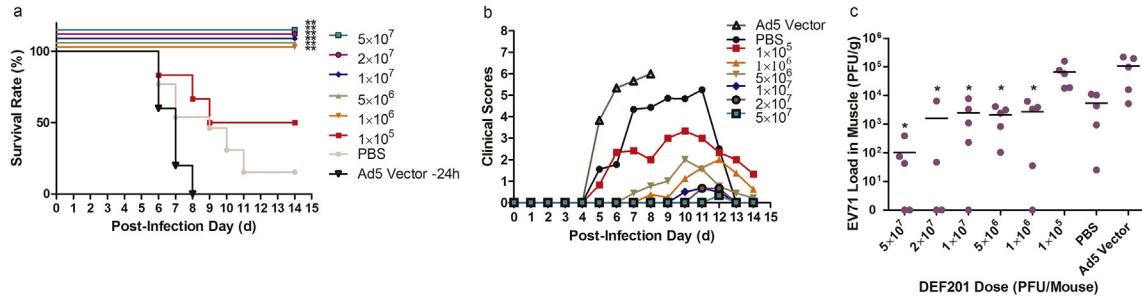 a
Survival Rate (%)
100
50
0
0 1 2 3 4 5 6 7 8 9 10 11 12 13 14 15
Post-Infection Day (d)
**
**
**
**
**
5×10⁷
2×10⁷
1×10⁷
5×10⁶
1×10⁶
1×10⁵
PBS
Ad5 Vector -24h
b
Clinical Scores
8
7
6
5
4
3
2
1
0
0 1 2 3 4 5 6 7 8 9 10 11 12 13 14 15
Post-Infection Day (d)
Ad5 Vector
PBS
1×10⁵
1×10⁶
5×10⁶
1×10⁷
2×10⁷
5×10⁷
c
EV71 Load in Muscle (PFU/g)
10⁶
10⁵
10⁴
10³
10²
10¹
0
* * * * *
5×10⁷ 2×10⁷ 1×10⁷ 5×10⁶ 1×10⁶ 1×10⁵ PBS Ad5 Vector
DEF201 Dose (PFU/Mouse)